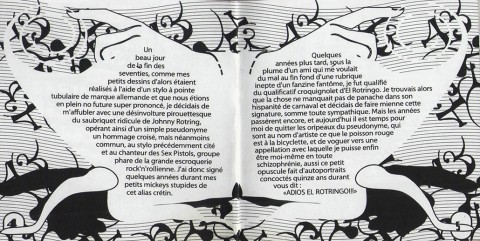 Un
beau jour
de la fin des
seventies, comme mes
petits dessins d'alors étaient
réalisés à l'aide d'un stylo à pointe
tubulaire de marque allemande et que nous étions
en plein no future super prononcé, je décidais de
m'affubler avec une désinvolture pirouettesque
du saubriquet ridicule de Johnny Rotring,
opérant ainsi d'un simple pseudonyme
un hommage croisé, mais néanmoins
commun, au stylo précédemment cité
et au chanteur des Sex Pistols, groupe
phare de la grande escroquerie
rock'n'rollienne. J'ai donc signé
quelques années durant mes
petits mickeys stupides de
cet alias crétin.
Quelques
années plus tard, sous la
plume d'un ami qui me voulait
du mal au fin fond d'une rubrique
inepte d'un fanzine fantôme, je fut qualifié
du qualificatif croquignolet d'El Rotringo. Je trouvais alors
que la chose ne manquait pas de panache dans son
hispanité de carnaval et décidais de faire mienne cette
signature, somme toute sympathique. Mais les années
passèrent encore, et aujourd'hui il est temps pour
moi de quitter les oripeaux du pseudonyme, qui
sont au nom d'artiste ce que le poisson rouge
est à la bicyclette, et de voguer vers une
appellation avec laquelle je puisse enfin
être moi-même en toute
schizophrénie, aussi ce petit
opuscule fait d'autoportraits
concoctés quinze ans durant
vous dit :
«ADIOS EL ROTRINGO!!!»